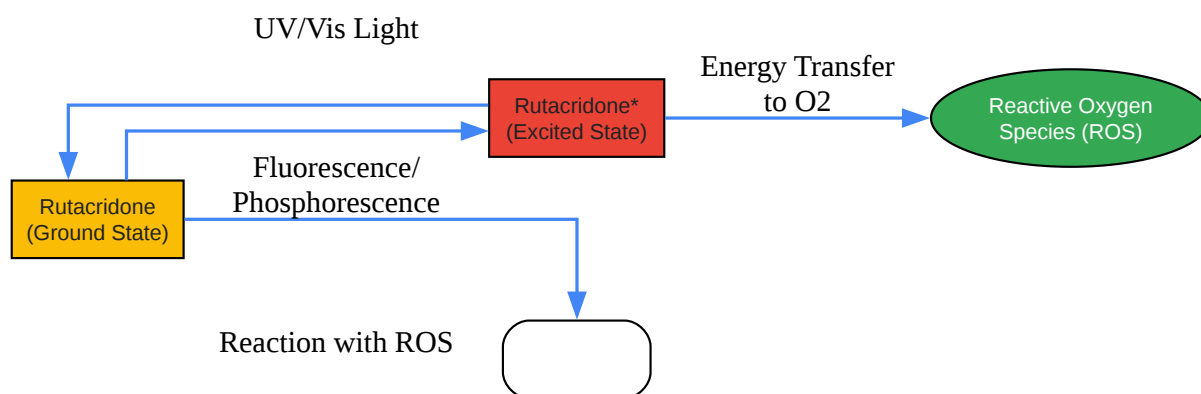 UV/Vis Light
Energy Transfer
to O2
Rutacridone*
(Excited State)
Reactive Oxygen
Species (ROS)
Fluorescence/
Phosphorescence
Rutacridone
(Ground State)
Reaction with ROS